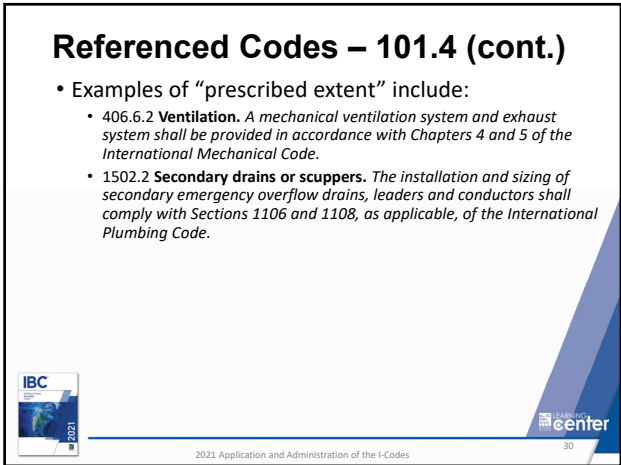 Referenced Codes – 101.4 (cont.)
• Examples of “prescribed extent” include:
• 406.6.2 Ventilation. A mechanical ventilation system and exhaust
system shall be provided in accordance with Chapters 4 and 5 of the
International Mechanical Code.
• 1502.2 Secondary drains or scuppers. The installation and sizing of
secondary emergency overflow drains, leaders and conductors shall
comply with Sections 1106 and 1108, as applicable, of the International
Plumbing Code.
IBC
2021
LEARNING
center
2021 Application and Administration of the I-Codes
30